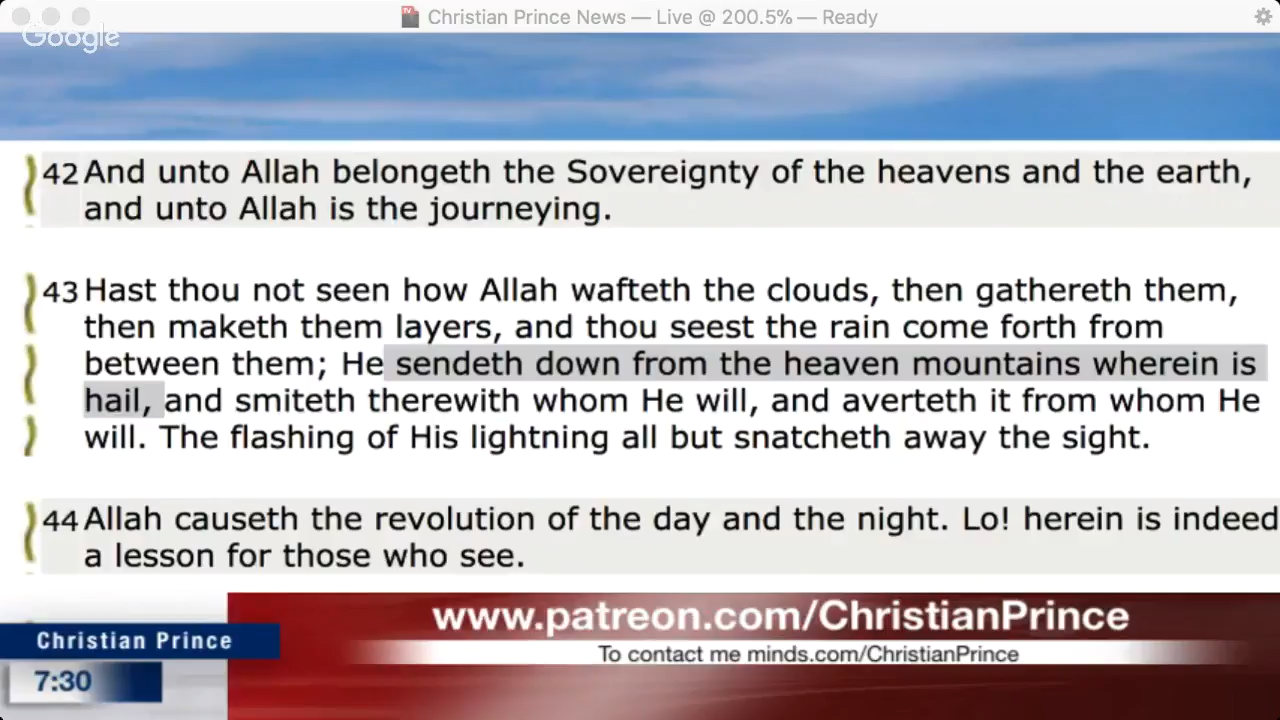 Christian Prince News — Live @ 200.5% — Ready
Google
42 And unto Allah belongeth the Sovereignty of the heavens and the earth,
and unto Allah is the journeying.
43 Hast thou not seen how Allah wafteth the clouds, then gathereth them,
then maketh them layers, and thou seest the rain come forth from
between them; He sendeth down from the heaven mountains wherein is
hail, and smiteth therewith whom He will, and averteth it from whom He
will. The flashing of His lightning all but snatcheth away the sight.
44 Allah causeth the revolution of the day and the night. Lo! herein is indeed
a lesson for those who see.
www.patreon.com/ChristianPrince
To contact me minds.com/ChristianPrince
Christian Prince
7:30